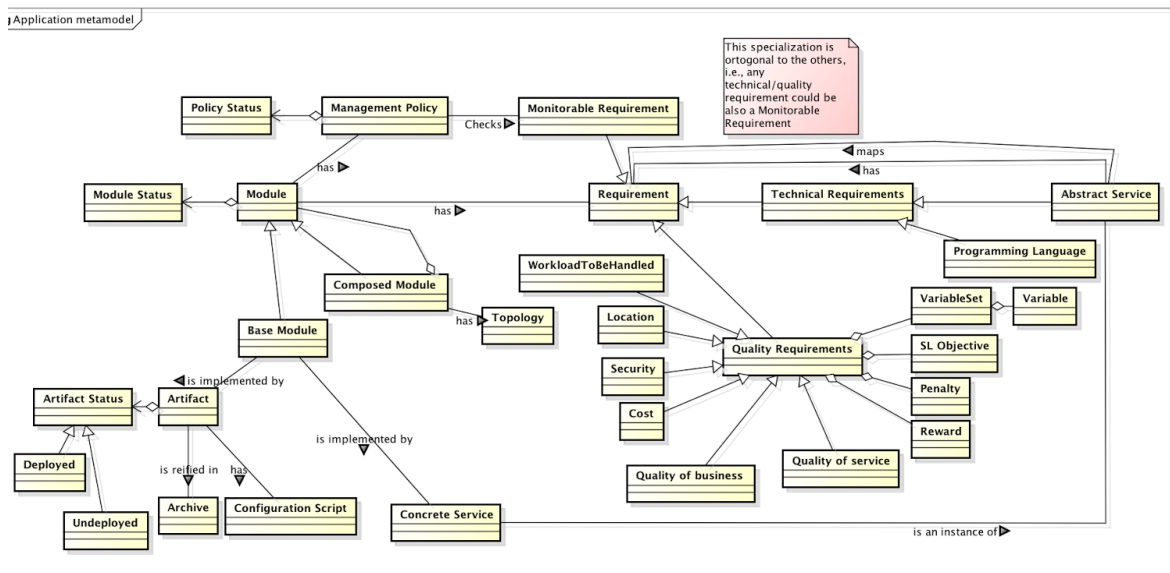 Application metamodel
This specialization is
ortogonal to the others,
i.e., any
technical/quality
requirement could be
also a Monitorable
Requirement
Policy Status
Management Policy
Monitorable Requirement
Checks
maps
has
has
Module Status
Module
has
Requirement
Technical Requirements
Abstract Service
Programming Language
WorkloadToBeHandled
Composed Module
has
Topology
Location
VariableSet
Variable
Base Module
Quality Requirements
SL Objective
Security
is implemented by
Artifact Status
Artifact
Cost
Penalty
Reward
is implemented by
Deployed
is reified in
has
Quality of business
Quality of service
Undeployed
Archive
Configuration Script
Concrete Service
is an instance of